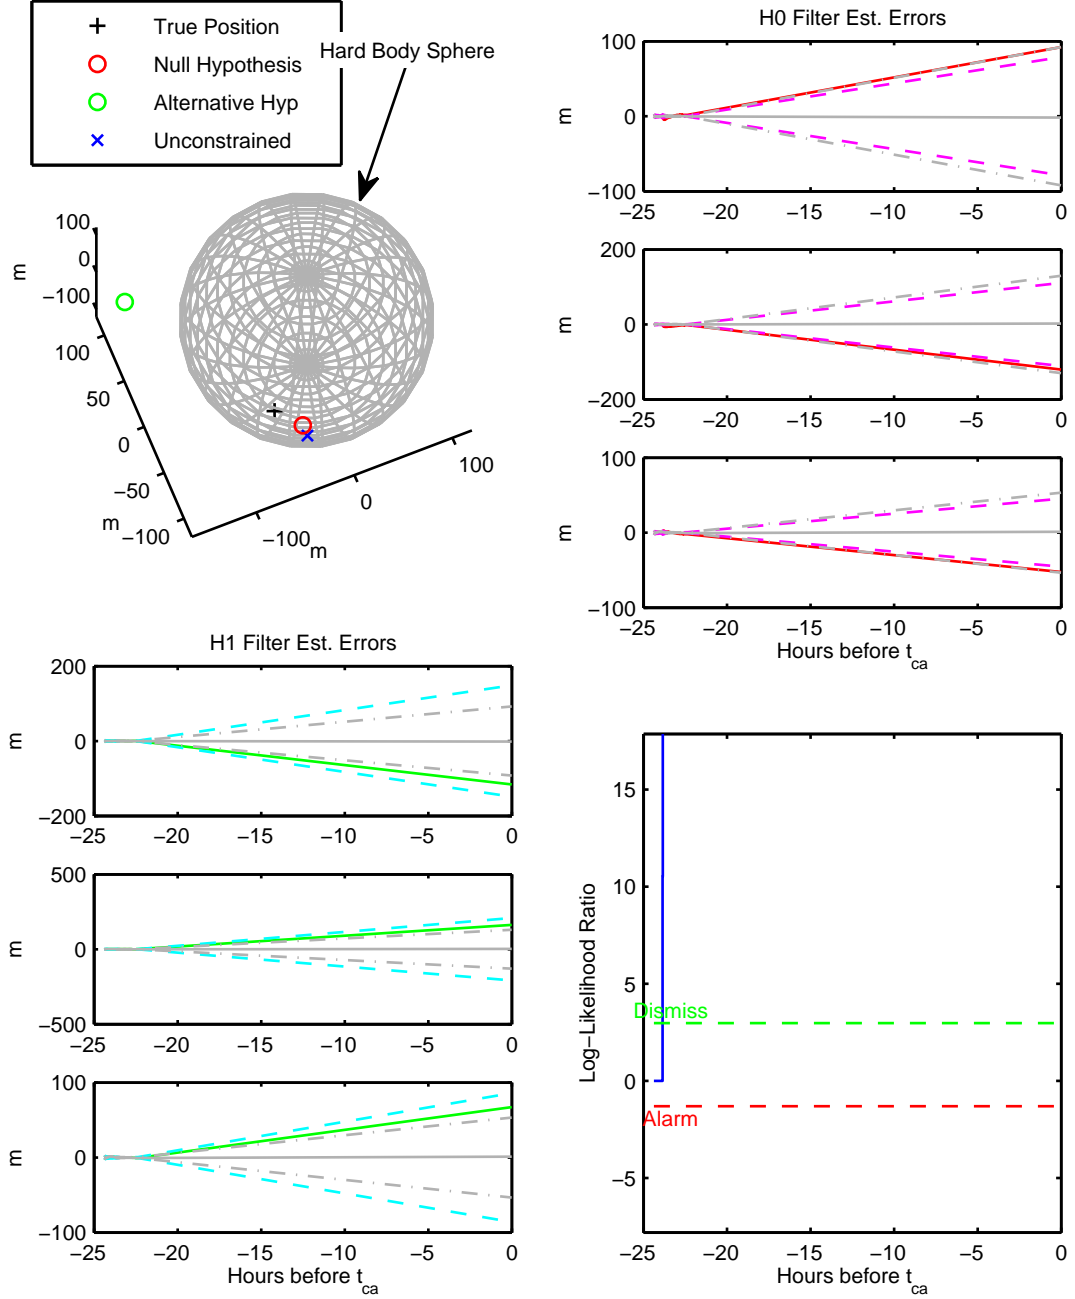 True Position
Null Hypothesis
Alternative Hyp
Unconstrained
Hard Body Sphere
100
0
−100
m
100
50
0
−50
−100
m
−100
0
100
m
H0 Filter Est. Errors
100
0
−100
m
−25 −20 −15 −10 −5 0
200
0
−200
m
−25 −20 −15 −10 −5 0
100
0
−100
m
−25 −20 −15 −10 −5 0
Hours before t_ca
H1 Filter Est. Errors
200
0
−200
m
−25 −20 −15 −10 −5 0
500
0
−500
m
−25 −20 −15 −10 −5 0
100
0
−100
m
−25 −20 −15 −10 −5 0
Hours before t_ca
15
10
5
0
−5
Log−Likelihood Ratio
Dismiss
Alarm
−25 −20 −15 −10 −5 0
Hours before t_ca